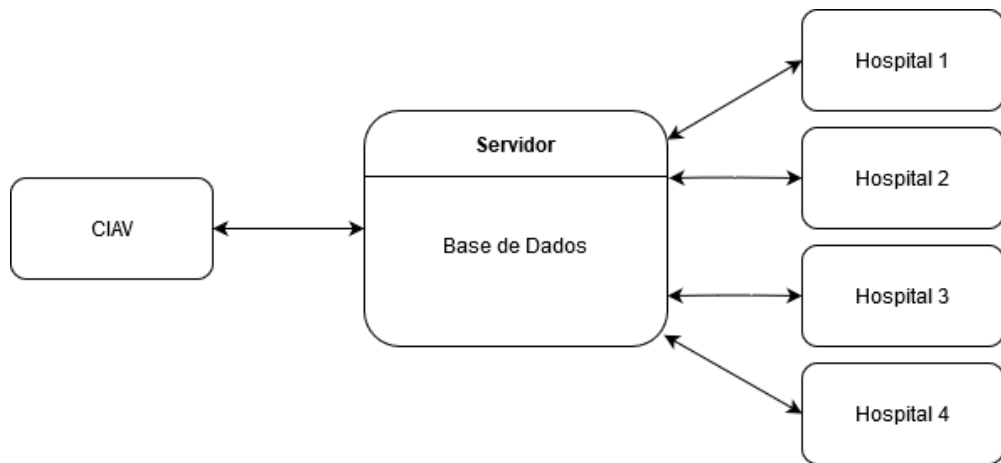 CIAV
Servidor
Base de Dados
Hospital 1
Hospital 2
Hospital 3
Hospital 4